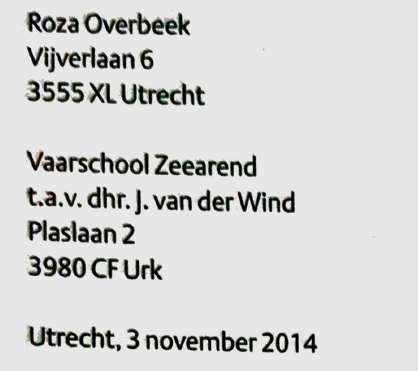 Roza Overbeek
Vijverlaan 6
3555 XL Utrecht
Vaarschool Zeearend
t.a.v. dhr. J. van der Wind
Plaslaan 2
3980 CF Urk
Utrecht, 3 november 2014